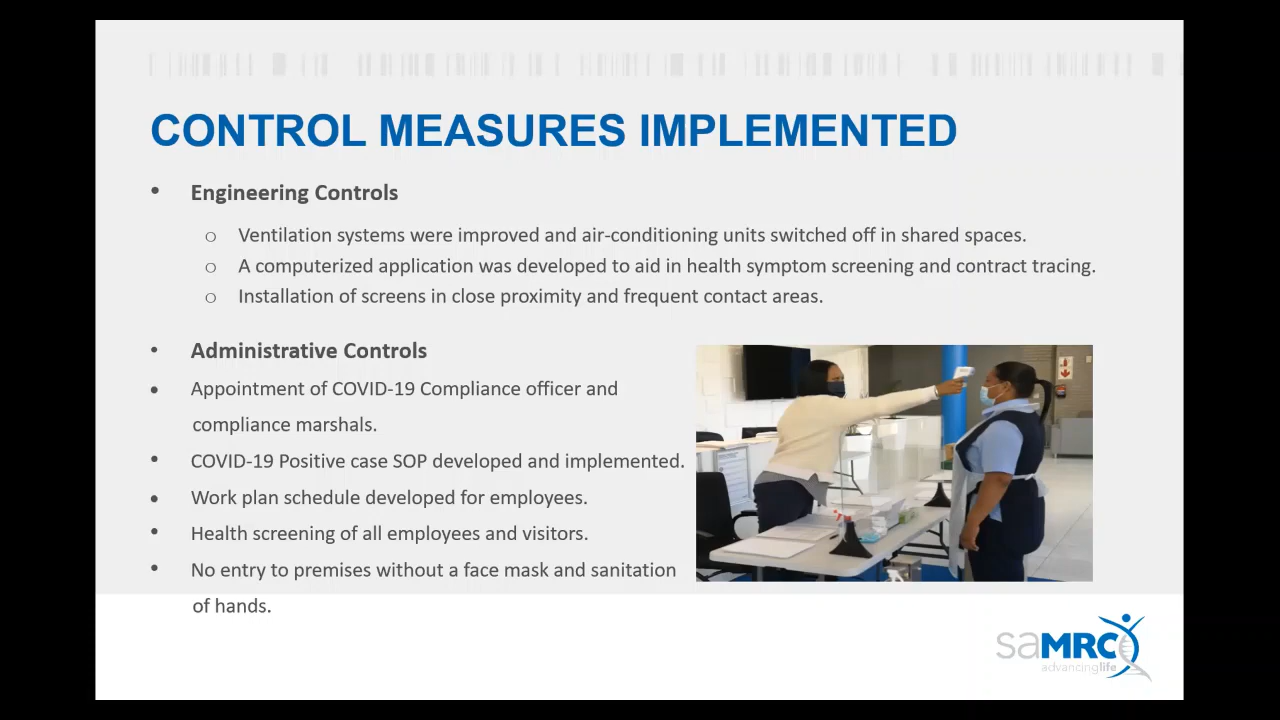 CONTROL MEASURES IMPLEMENTED
• Engineering Controls
○ Ventilation systems were improved and air-conditioning units switched off in shared spaces.
○ A computerized application was developed to aid in health symptom screening and contract tracing.
○ Installation of screens in close proximity and frequent contact areas.
• Administrative Controls
• Appointment of COVID-19 Compliance officer and
compliance marshals.
• COVID-19 Positive case SOP developed and implemented.
• Work plan schedule developed for employees.
• Health screening of all employees and visitors.
• No entry to premises without a face mask and sanitation
of hands.
saMRC
advancinglife